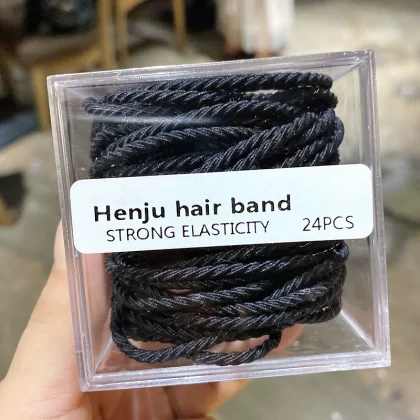 Henju hair band
STRONG ELASTICITY 24PCS